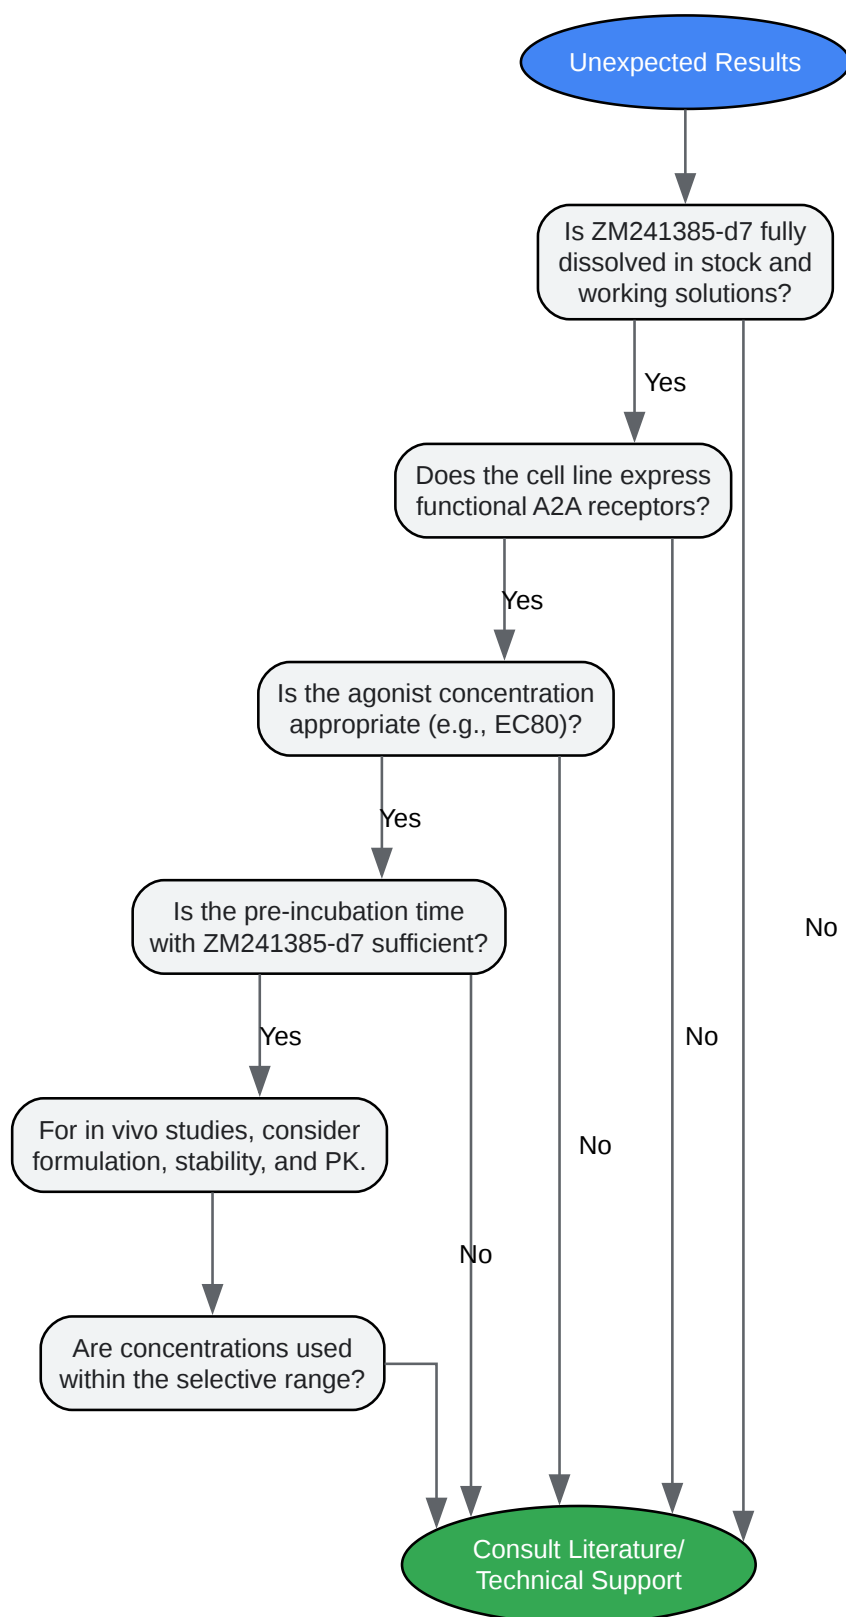 Unexpected Results
Is ZM241385-d7 fully
dissolved in stock and
working solutions?
Yes
Does the cell line express
functional A2A receptors?
Yes
Is the agonist concentration
appropriate (e.g., EC80)?
Yes
Is the pre-incubation time
with ZM241385-d7 sufficient?
No
Yes
No
For in vivo studies, consider
formulation, stability, and PK.
No
No
Are concentrations used
within the selective range?
Consult Literature/
Technical Support